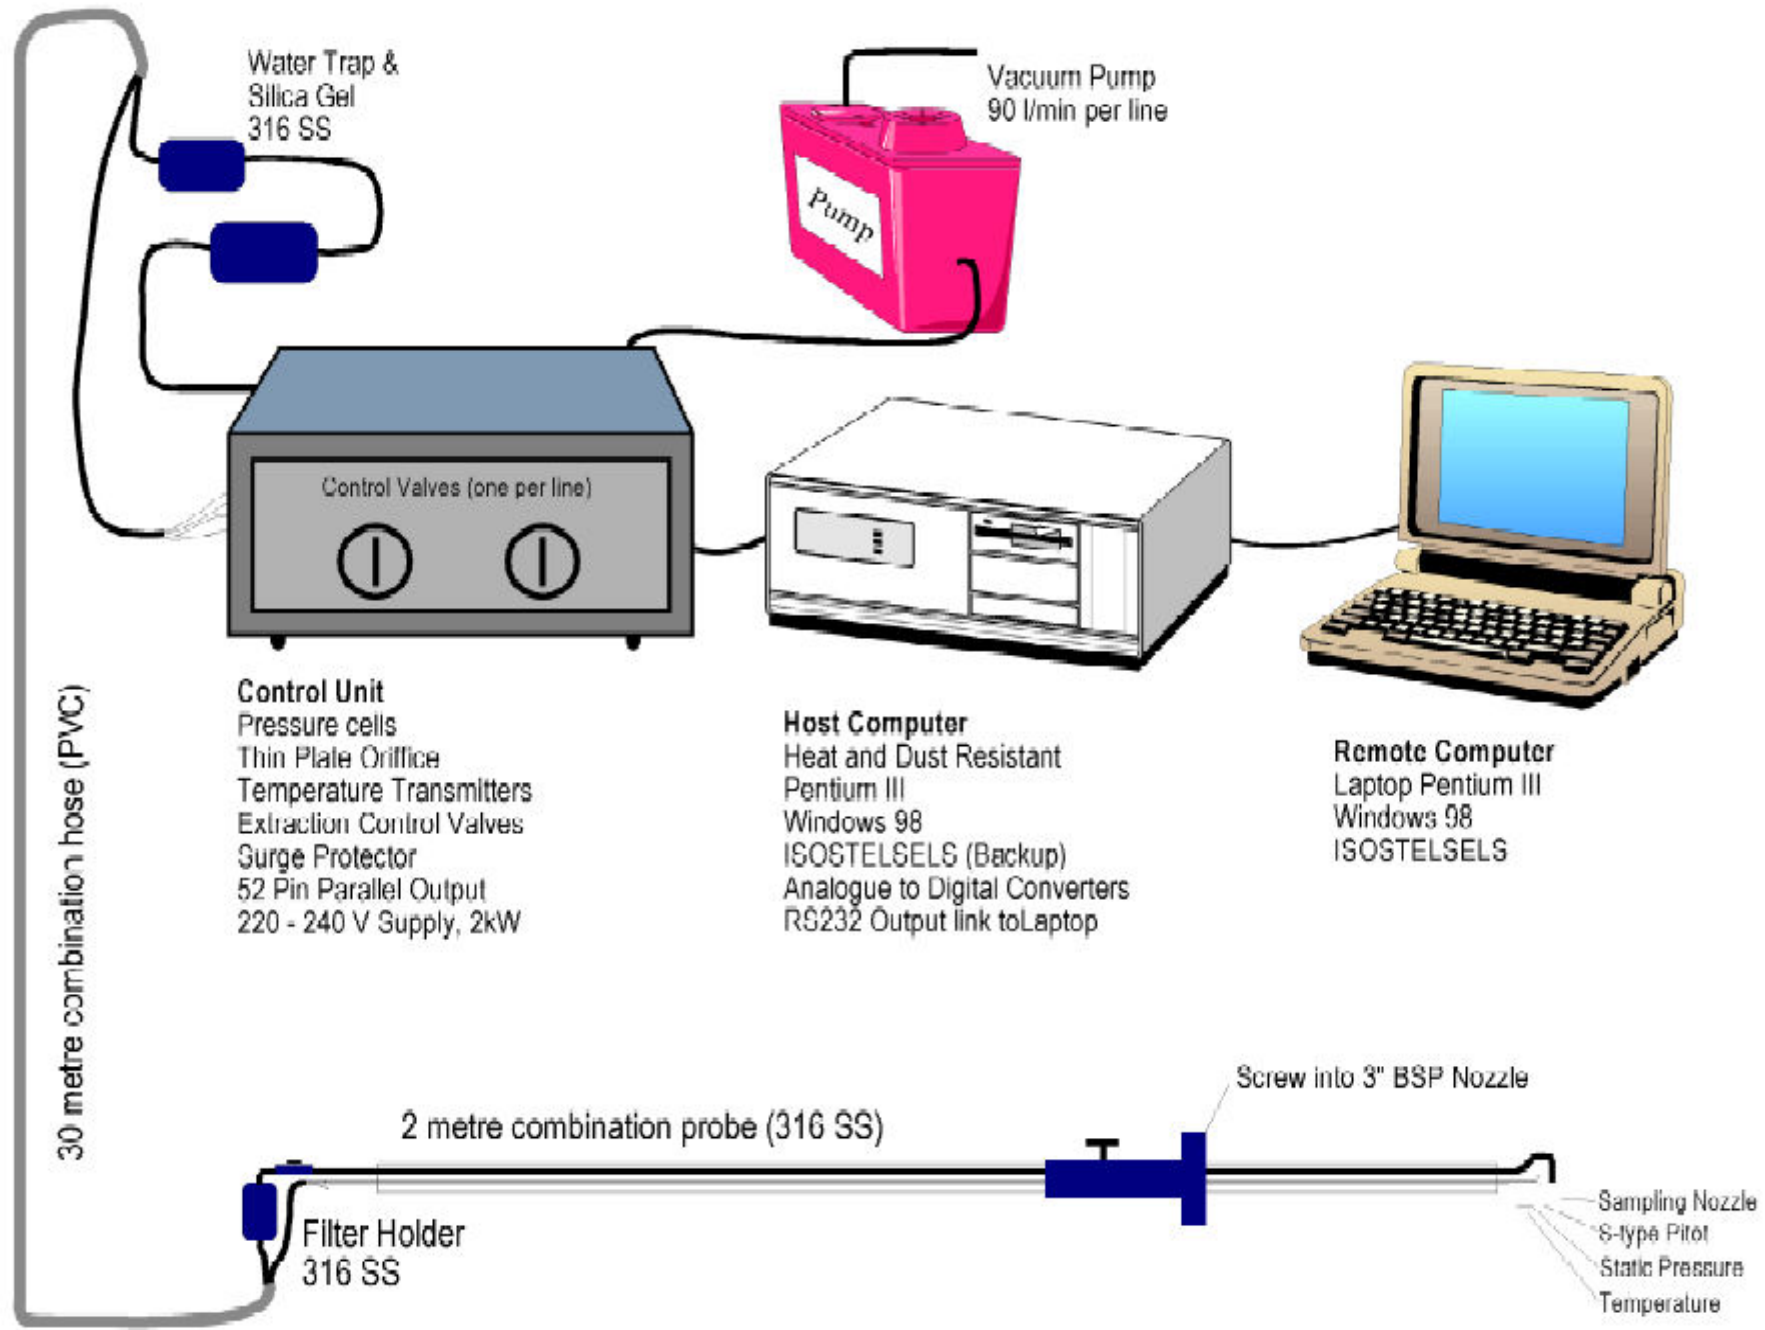 Water Trap &
Silica Gel
316 SS
Vacuum Pump
90 l/min per line
Pump
Control Valves (one per line)
Control Unit
Pressure cells
Thin Plate Oriffice
Temperature Transmitters
Extraction Control Valves
Surge Protector
52 Pin Parallel Output
220 - 240 V Supply, 2kW
Host Computer
Heat and Dust Resistant
Pentium III
Windows 98
ISOSTELSELS (Backup)
Analogue to Digital Converters
RS232 Output link toLaptop
Remote Computer
Laptop Pentium III
Windows 98
ISOSTELSELS
30 metre combination hose (PVC)
Screw into 3" BSP Nozzle
2 metre combination probe (316 SS)
Filter Holder
316 SS
Sampling Nozzle
S-type Pitot
Static Pressure
Temperature